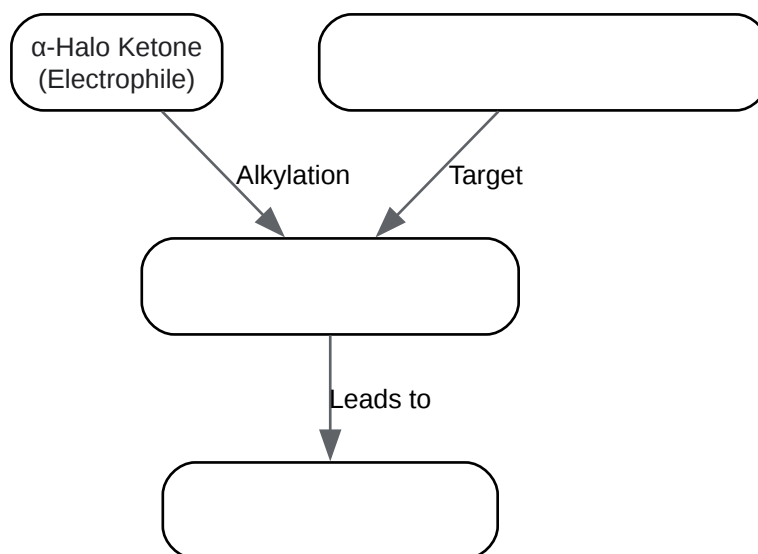 α-Halo Ketone
(Electrophile)
Alkylation
Target
Leads to